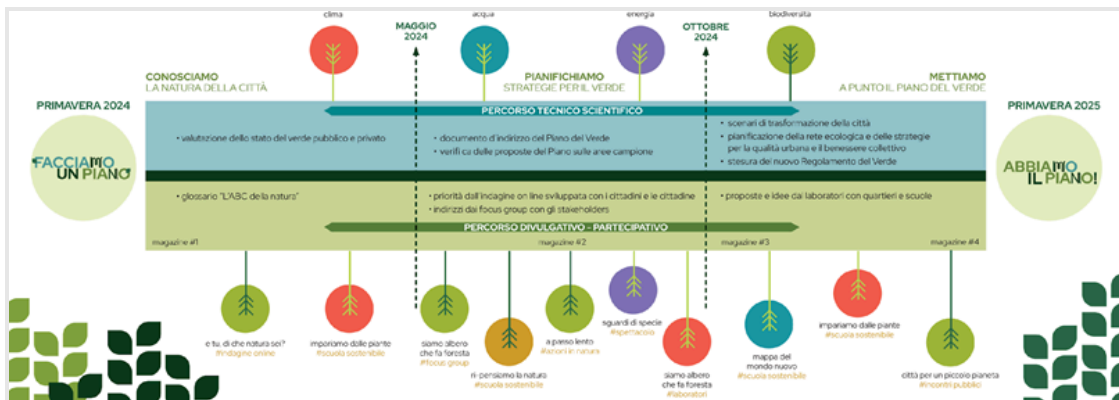 clima
acqua
energia
biodiversità
MAGGIO
2024
OTTOBRE
2024
CONOSCIAMO
LA NATURA DELLA CITTÀ
PIANIFICHIAMO
STRATEGIE PER IL VERDE
METTIAMO
A PUNTO IL PIANO DEL VERDE
PRIMAVERA 2024
FACCIAMO
UN PIANO
PRIMAVERA 2025
ABBIAMO
IL PIANO!
PERCORSO TECNICO SCIENTIFICO
• valutazione dello stato del verde pubblico e privato
• documento d'indirizzo del Piano del Verde
• verifica delle proposte del Piano sulle aree campione
• scenari di trasformazione della città
• pianificazione della rete ecologica e delle strategie
per la qualità urbana e il benessere collettivo
• stesura del nuovo Regolamento del Verde
• glossario "L'ABC della natura"
• priorità dall'indagine on line sviluppata con i cittadini e le cittadine
• indirizzi dai focus group con gli stakeholders
• proposte e idee dai laboratori con quartieri e scuole
PERCORSO DIVULGATIVO - PARTECIPATIVO
magazine #1
magazine #2
magazine #3
magazine #4
e tu, di che natura sei?
#indagine online
impariamo dalle piante
#scuola sostenibile
siamo albero
che fa foresta
#focus group
ri-pensiamo la natura
#scuola sostenibile
a passo lento
#azioni in natura
sguardi di specie
#spettacolo
siamo albero
che fa foresta
#laboratori
mappa del
mondo nuovo
#scuola sostenibile
impariamo dalle piante
#scuola sostenibile
città per un piccolo pianeta
#incontri pubblici